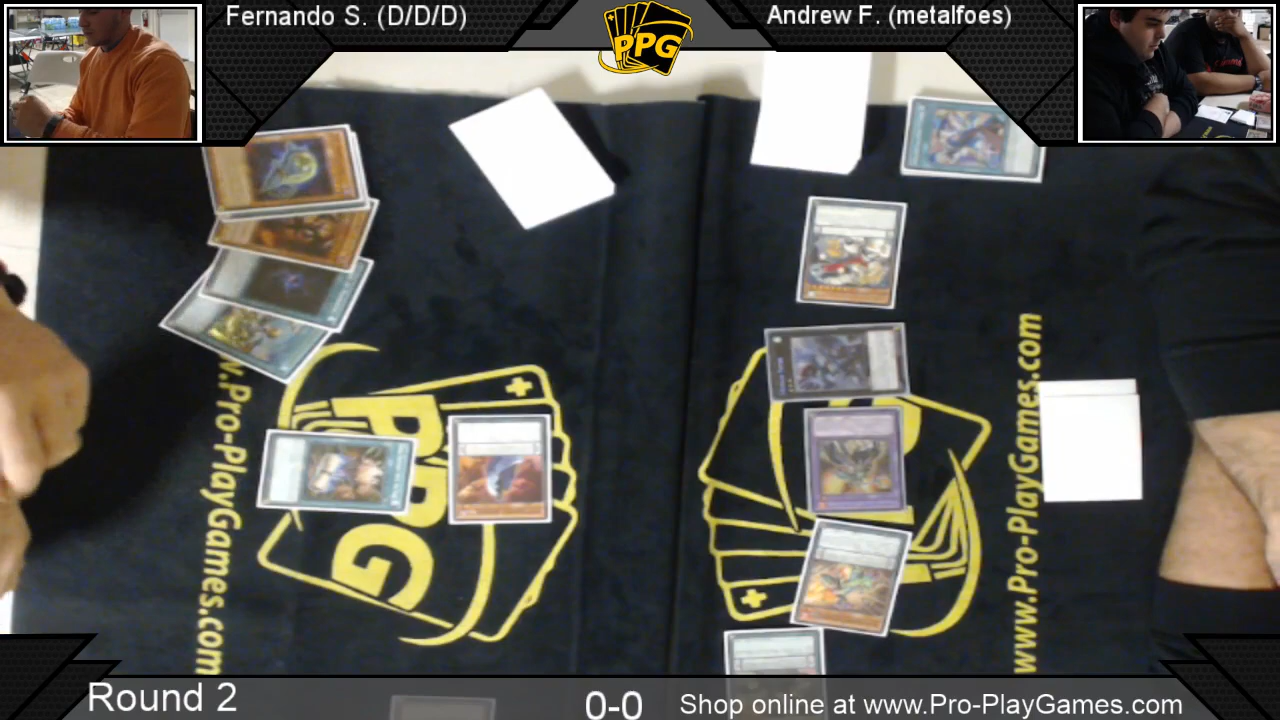 Fernando S. (D/D/D)
PPG
Andrew F. (metalfoes)
www.Pro-PlayGames.com
PPG
www.Pro-PlayGames.com
Round 2
0-0
Shop online at www.Pro-PlayGames.com